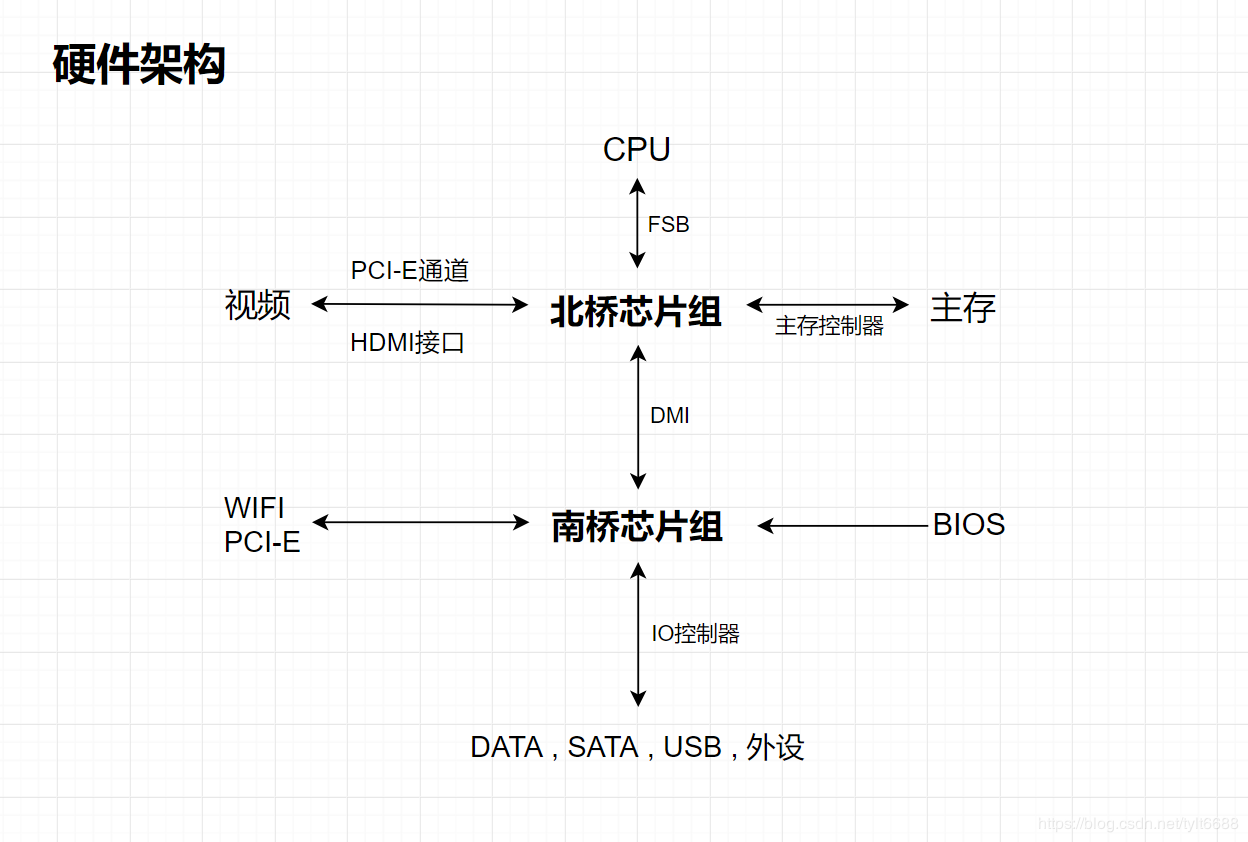 硬件架构
CPU
FSB
PCI-E通道
视频
北桥芯片组
主存
主存控制器
HDMI接口
DMI
WIFI
PCI-E
南桥芯片组
BIOS
IO控制器
DATA , SATA , USB , 外设
https://blog.csdn.net/tylt6688